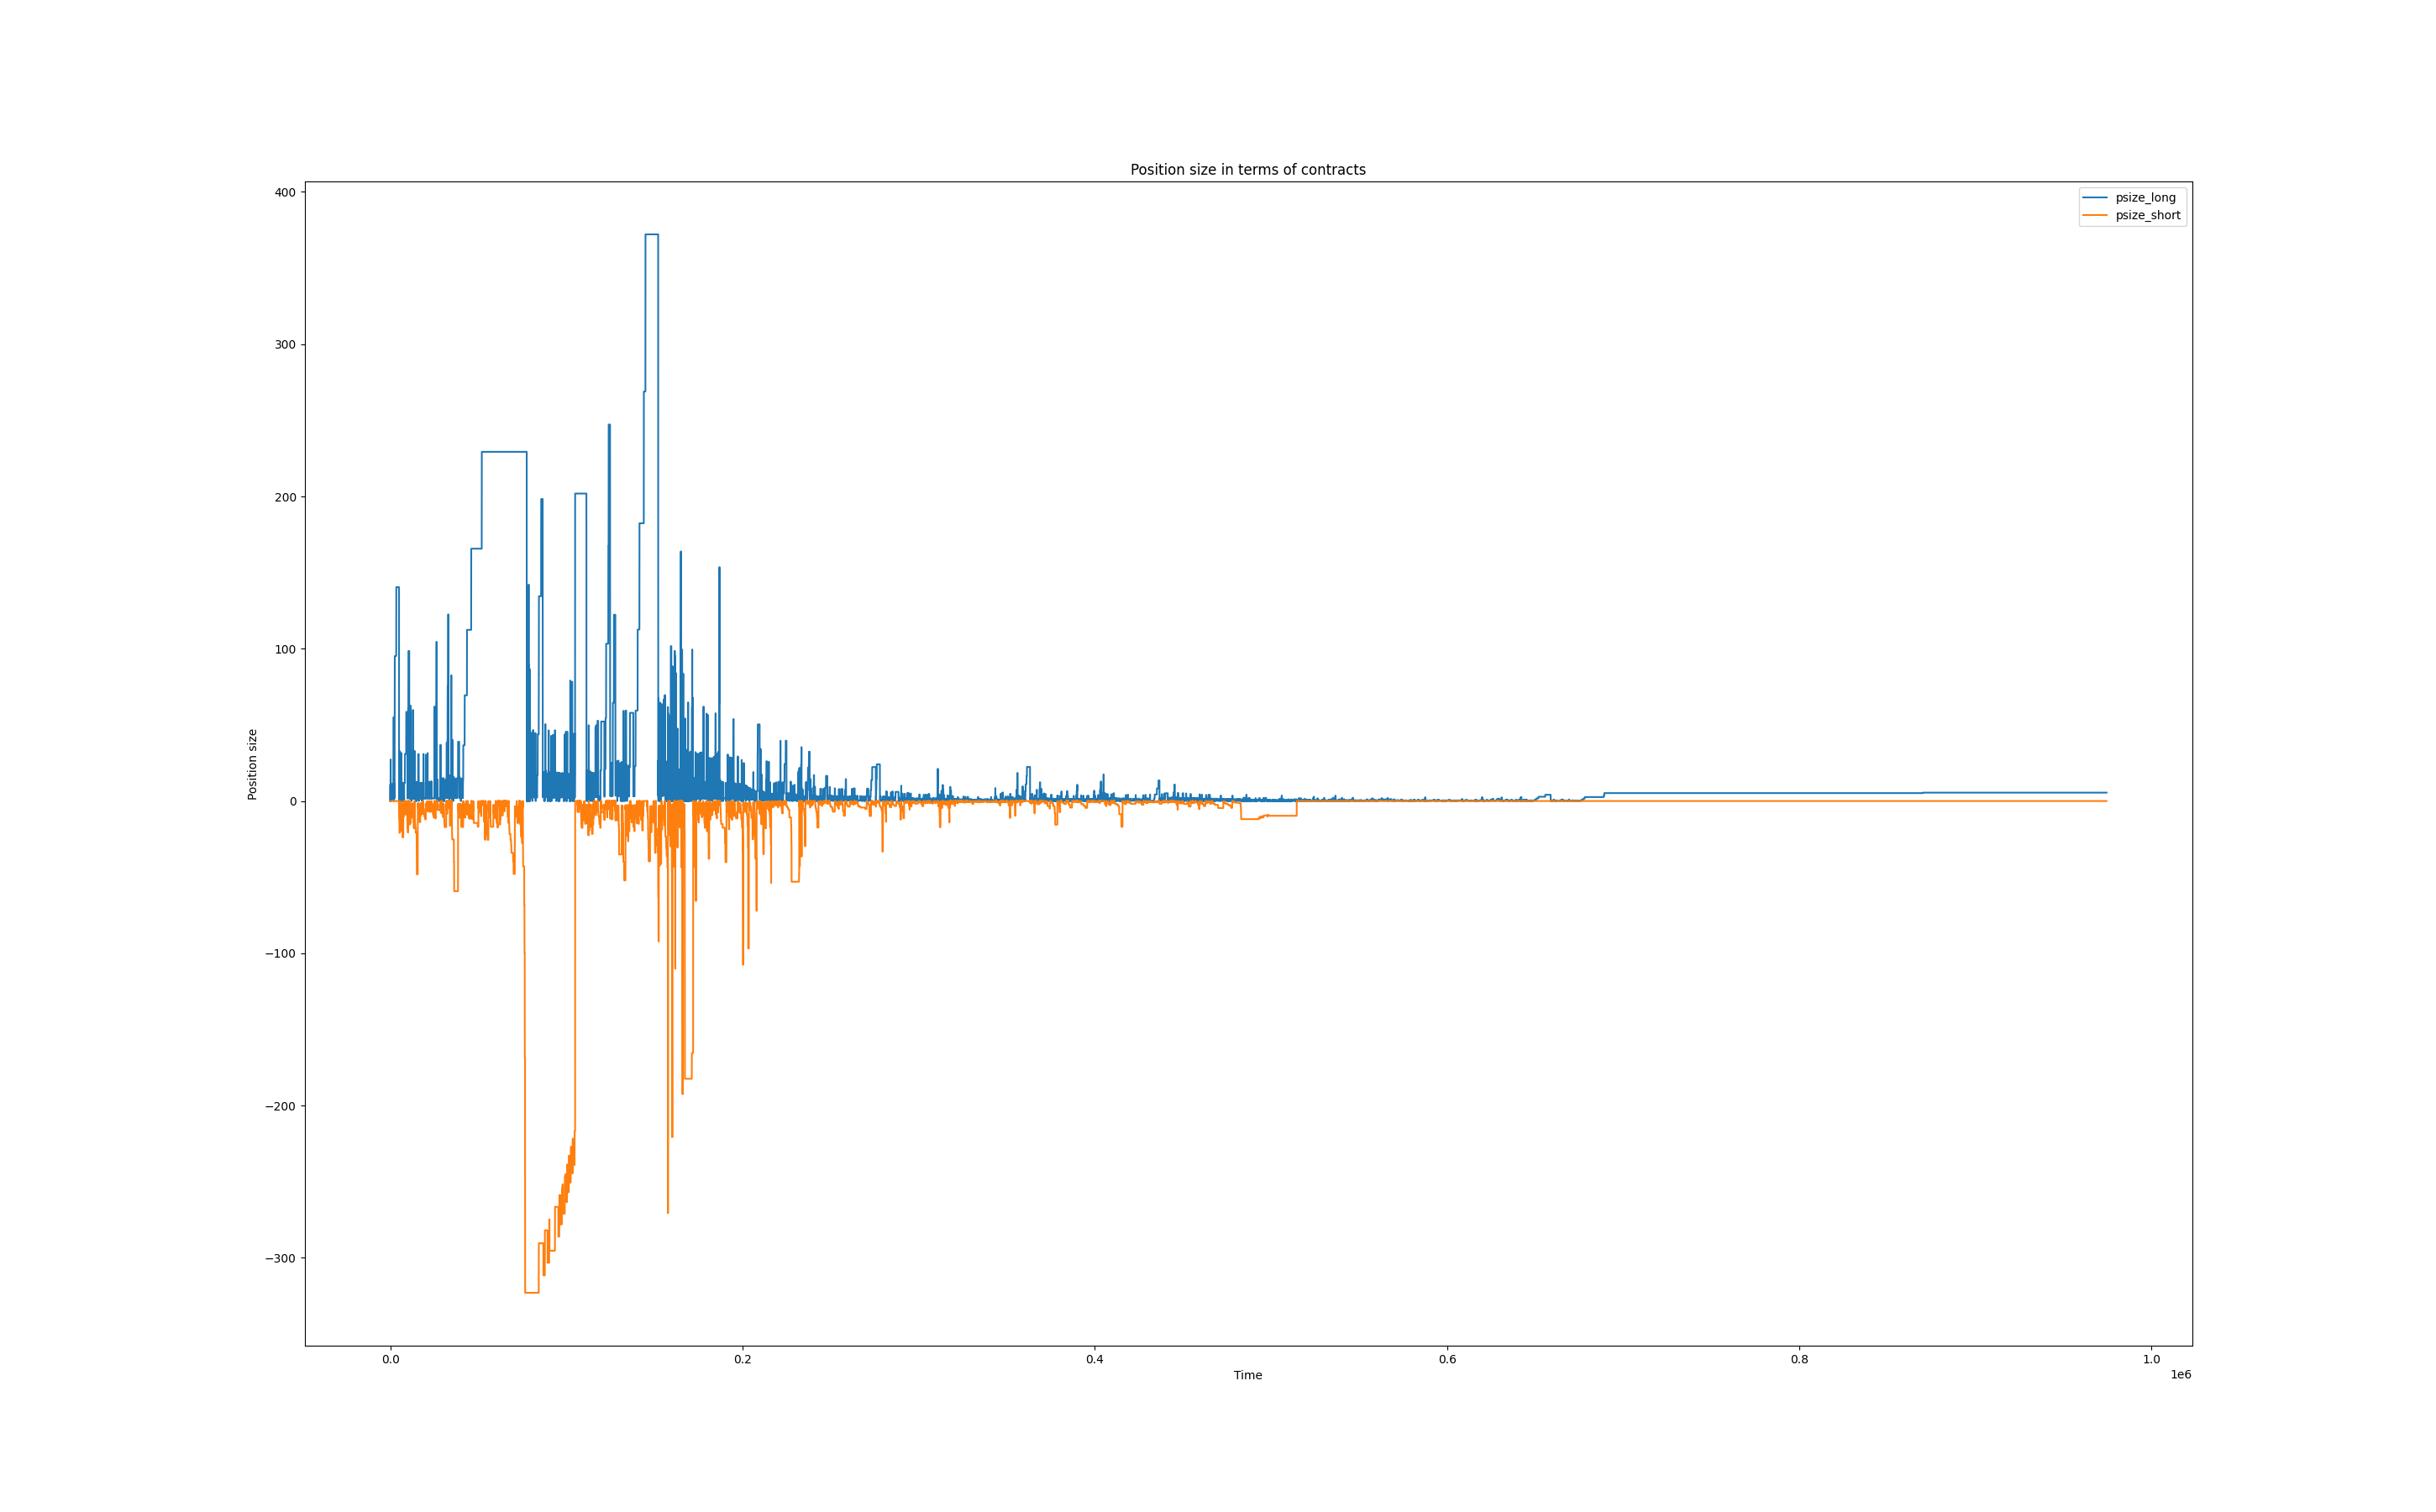 Position size in terms of contracts
psize_long
psize_short
400
300
200
100
0
−100
−200
−300
Position size
0.0 0.2 0.4 0.6 0.8 1.0
1e6
Time